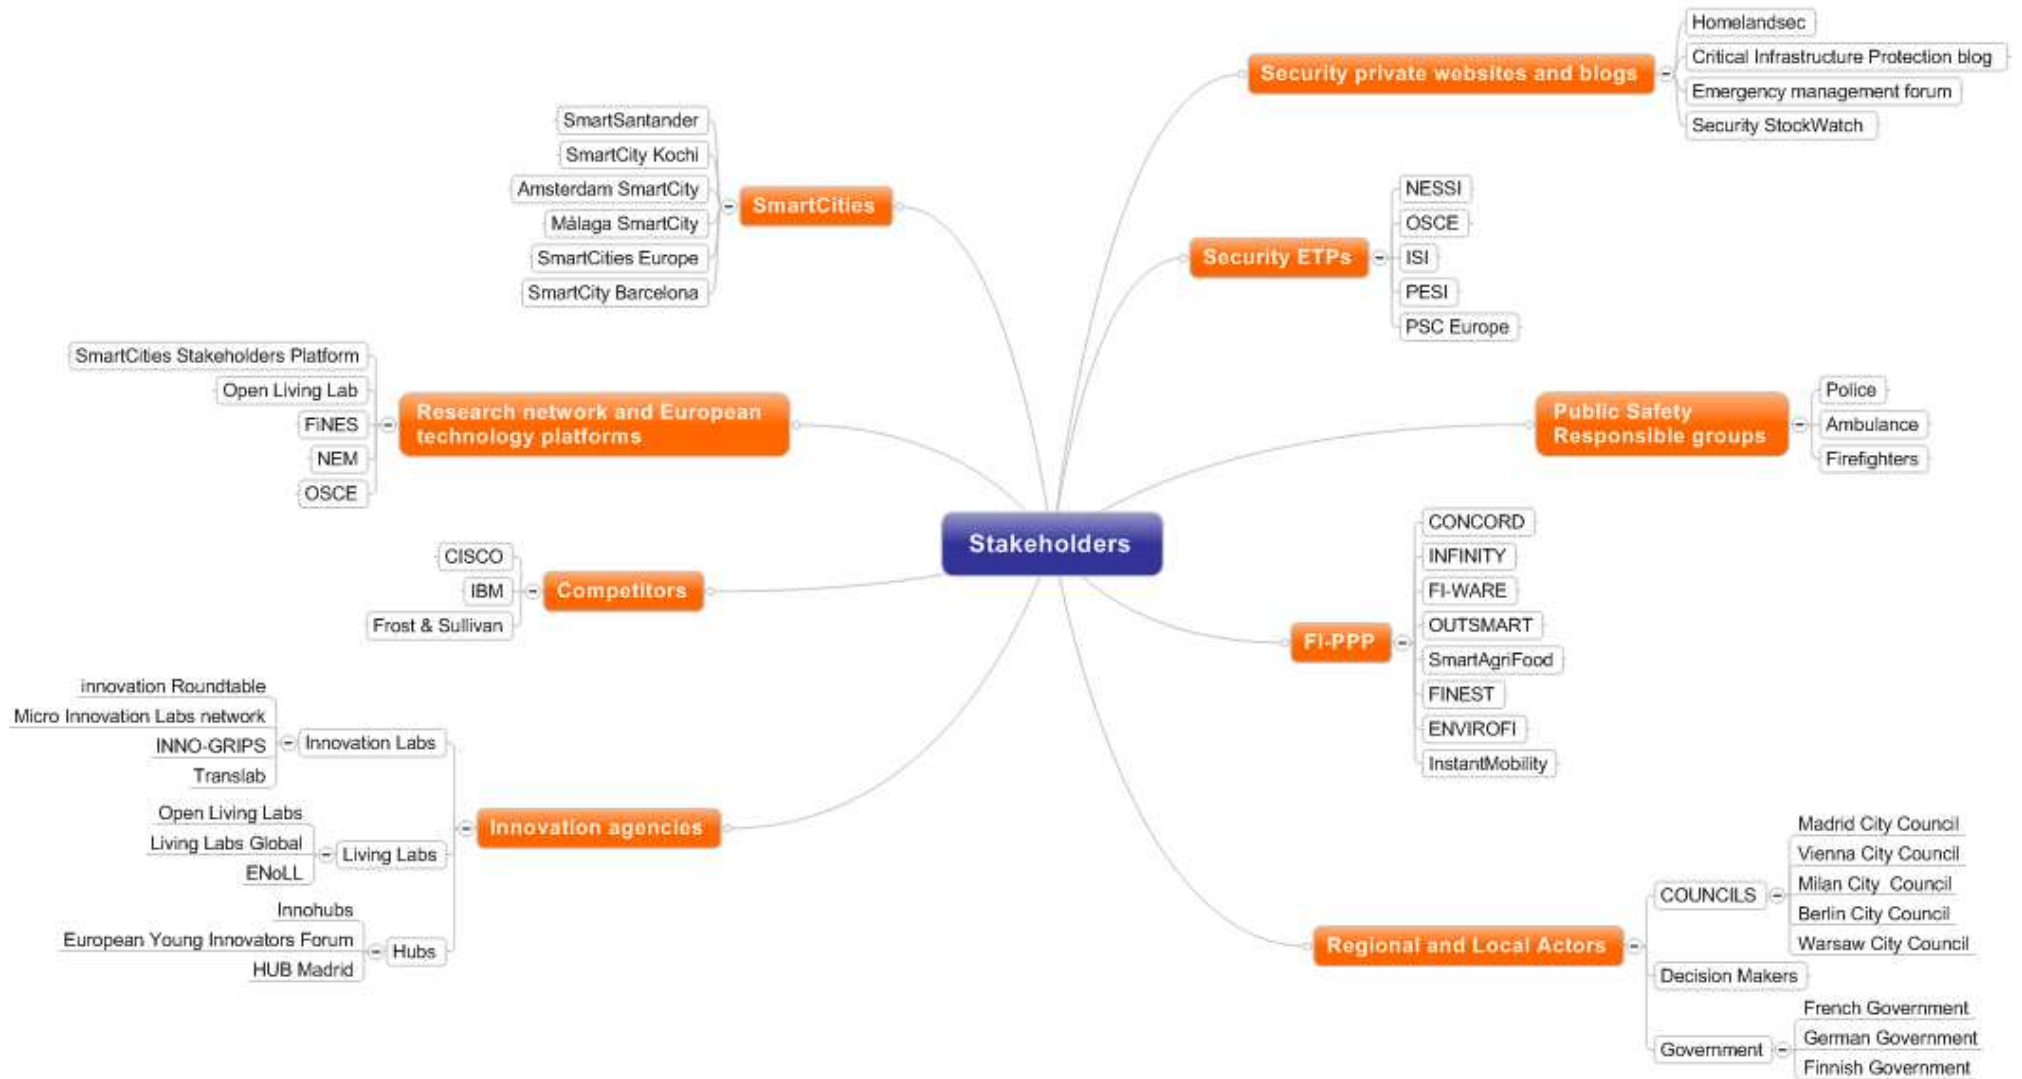 Stakeholders
SmartCities
SmartSantander
SmartCity Kochi
Amsterdam SmartCity
Málaga SmartCity
SmartCities Europe
SmartCity Barcelona
Research network and European
technology platforms
SmartCities Stakeholders Platform
Open Living Lab
FiNES
NEM
OSCE
Competitors
CISCO
IBM
Frost & Sullivan
Innovation agencies
Innovation Labs
innovation Roundtable
Micro Innovation Labs network
INNO-GRIPS
Translab
Living Labs
Open Living Labs
Living Labs Global
ENoLL
Hubs
Innohubs
European Young Innovators Forum
HUB Madrid
Security private websites and blogs
Homelandsec
Critical Infrastructure Protection blog
Emergency management forum
Security StockWatch
Security ETPs
NESSI
OSCE
ISI
PESI
PSC Europe
Public Safety
Responsible groups
Police
Ambulance
Firefighters
FI-PPP
CONCORD
INFINITY
FI-WARE
OUTSMART
SmartAgriFood
FINEST
ENVIROFI
InstantMobility
Regional and Local Actors
COUNCILS
Madrid City Council
Vienna City Council
Milan City Council
Berlin City Council
Warsaw City Council
Decision Makers
Government
French Government
German Government
Finnish Government